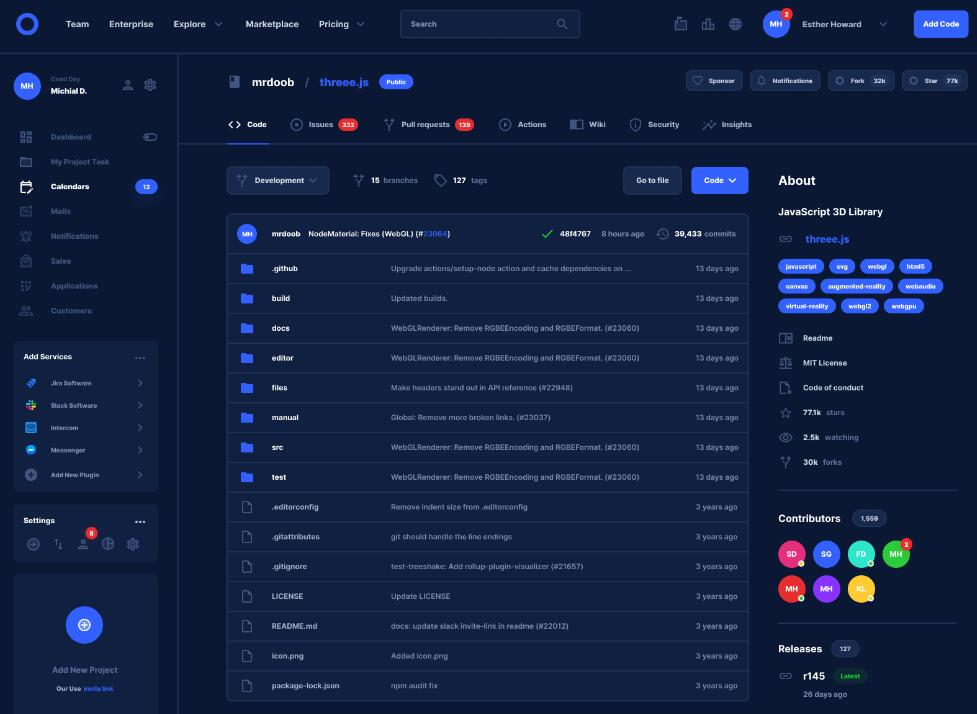 Team Enterprise Explore Marketplace Pricing Search MH 2 Esther Howard Add Code
MH Good Day
Michial D.
Dashboard
My Project Task
Calendars 12
Mails
Notifications
Sales
Applications
Customers
Add Services
Jira Software
Slack Software
Intercom
Messenger
Add New Plugin
Settings
8
Add New Project
Our Use invite link
mrdoob / threee.js Public
Sponsor Notifications Fork 32k Star 77k
Code Issues 332 Pull requests 139 Actions Wiki Security Insights
Development 15 branches 127 tags Go to file Code
MH mrdoob NodeMaterial: Fixes (WebGL) (#23064) 48f4767 8 hours ago 39,433 commits
.github Upgrade actions/setup-node action and cache dependencies on ... 13 days ago
build Updated builds. 13 days ago
docs WebGLRenderer: Remove RGBEEncoding and RGBEFormat. (#23060) 13 days ago
editor WebGLRenderer: Remove RGBEEncoding and RGBEFormat. (#23060) 13 days ago
files Make headers stand out in API reference (#22948) 13 days ago
manual Global: Remove more broken links. (#23037) 13 days ago
src WebGLRenderer: Remove RGBEEncoding and RGBEFormat. (#23060) 13 days ago
test WebGLRenderer: Remove RGBEEncoding and RGBEFormat. (#23060) 13 days ago
.editorconfig Remove indent size from .editorconfig 3 years ago
.gitattributes git should handle the line endings 3 years ago
.gitignore test-treeshake: Add rollup-plugin-visualizer (#21657) 3 years ago
LICENSE Update LICENSE 3 years ago
README.md docs: update slack invite-link in readme (#22012) 3 years ago
icon.png Added icon.png 3 years ago
package-lock.json npm audit fix 3 years ago
About
JavaScript 3D Library
threee.js
javascript svg webgl html5
canvas augmented-reality webaudio
virtual-reality webgl2 webgpu
Readme
MIT License
Code of conduct
77.1k stars
2.5k watching
30k forks
Contributors 1,559
SD SG FD MH 2
MH MH KL
Releases 127
r145 Latest
26 days ago